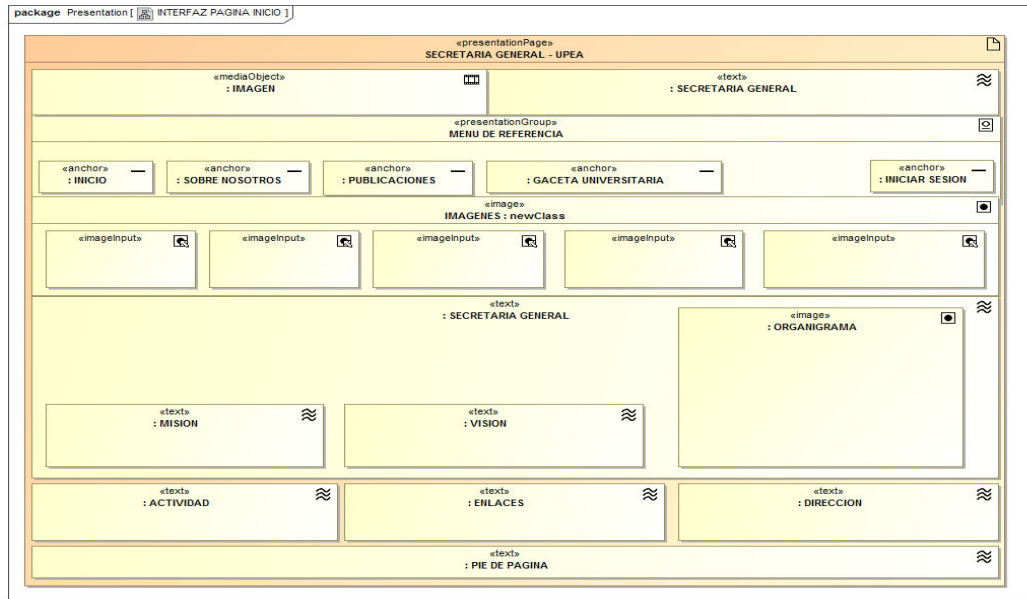 package Presentation [ INTERFAZ PAGINA INICIO ]
«presentationPage»
SECRETARIA GENERAL - UPEA
«mediaObject»
: IMAGEN
«text»
: SECRETARIA GENERAL
«presentationGroup»
MENU DE REFERENCIA
«anchor»
: INICIO
«anchor»
: SOBRE NOSOTROS
«anchor»
: PUBLICACIONES
«anchor»
: GACETA UNIVERSITARIA
«anchor»
: INICIAR SESION
«image»
IMAGENES : newClass
«imageInput»
«imageInput»
«imageInput»
«imageInput»
«imageInput»
«text»
: SECRETARIA GENERAL
«image»
: ORGANIGRAMA
«text»
: MISION
«text»
: VISION
«text»
: ACTIVIDAD
«text»
: ENLACES
«text»
: DIRECCION
«text»
: PIE DE PAGINA